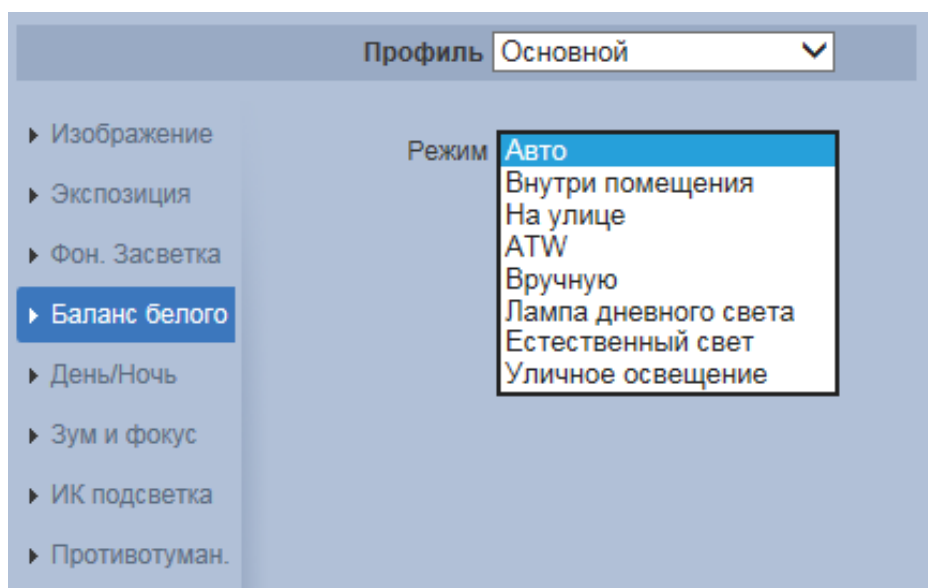 Профиль Основной
Изображение
Экспозиция
Фон. Засветка
Баланс белого
День/Ночь
Зум и фокус
ИК подсветка
Противотуман.
Режим Авто
Внутри помещения
На улице
ATW
Вручную
Лампа дневного света
Естественный свет
Уличное освещение